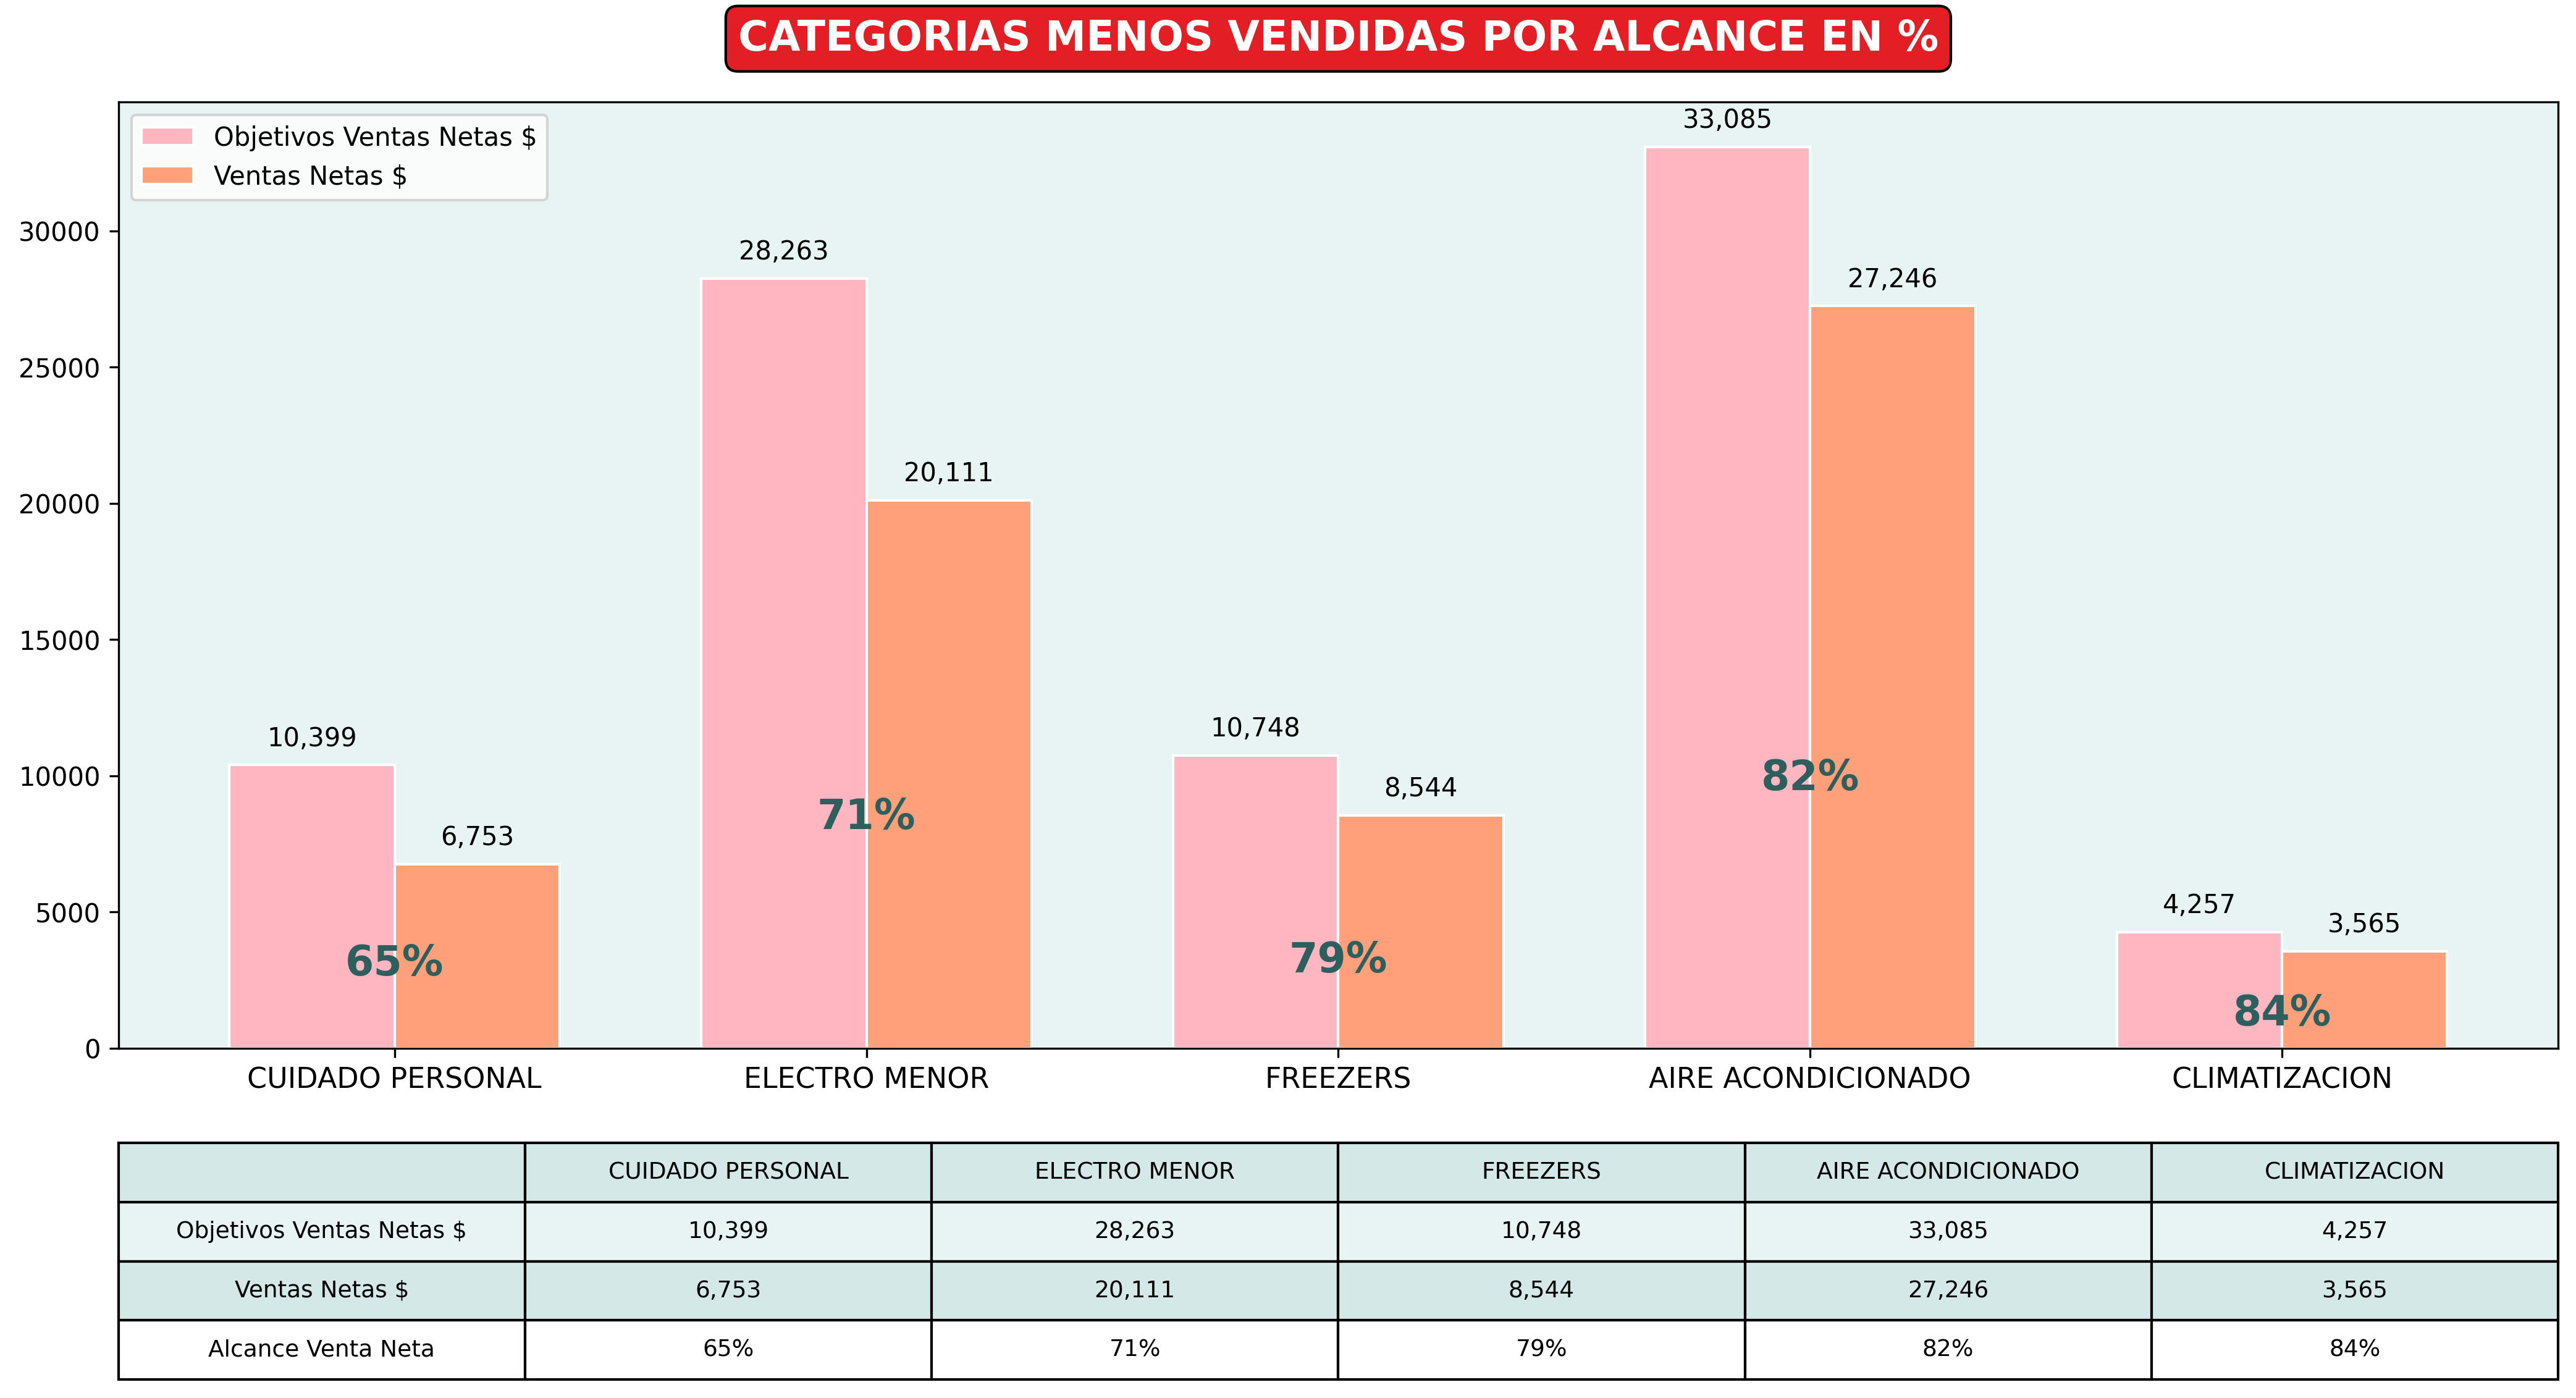 CATEGORIAS MENOS VENDIDAS POR ALCANCE EN %
Objetivos Ventas Netas $
Ventas Netas $
33,085
28,263
27,246
20,111
10,399
10,748
8,544
6,753
4,257
3,565
82%
71%
65%
79%
84%
30000
25000
20000
15000
10000
5000
0
CUIDADO PERSONAL ELECTRO MENOR FREEZERS AIRE ACONDICIONADO CLIMATIZACION
CUIDADO PERSONAL ELECTRO MENOR FREEZERS AIRE ACONDICIONADO CLIMATIZACION
Objetivos Ventas Netas $ 10,399 28,263 10,748 33,085 4,257
Ventas Netas $ 6,753 20,111 8,544 27,246 3,565
Alcance Venta Neta 65% 71% 79% 82% 84%